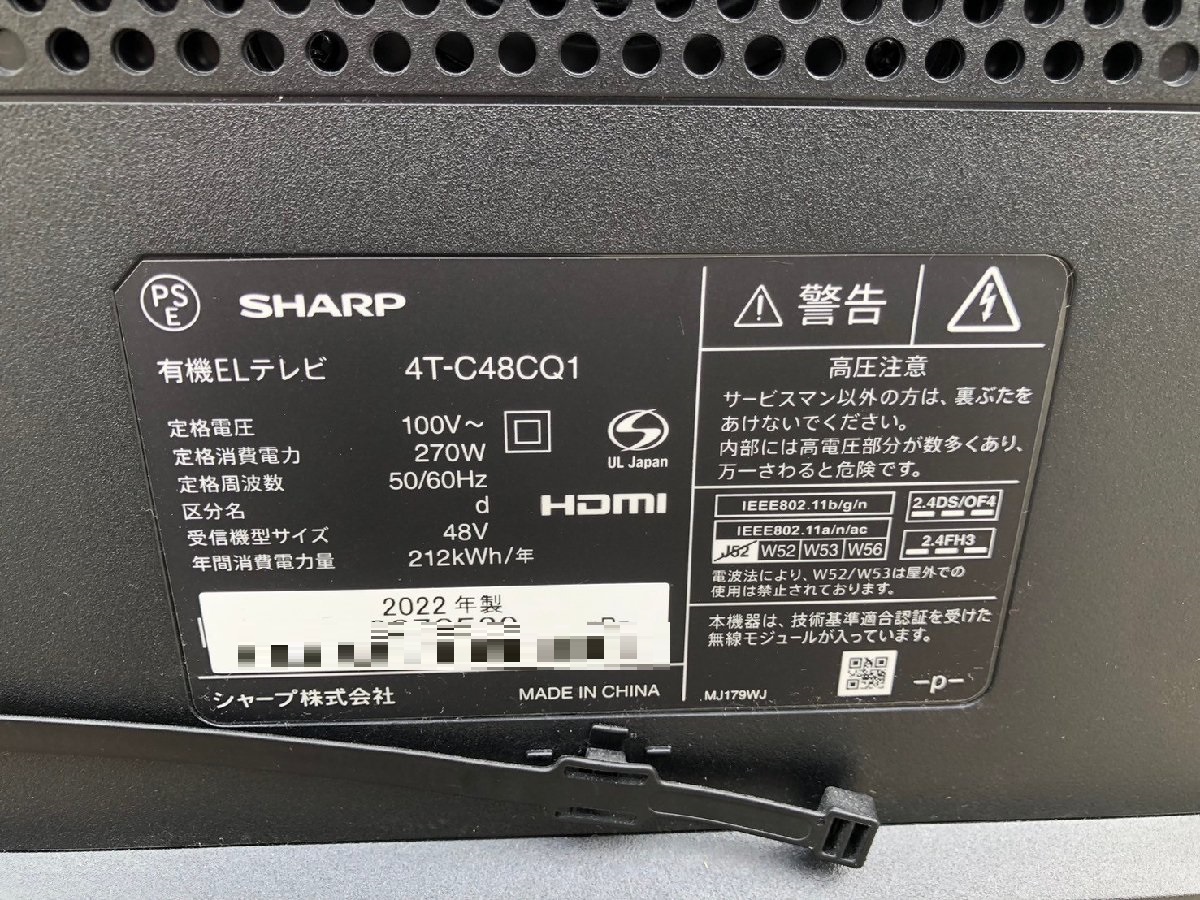 PSE SHARP
有機ELテレビ 4T-C48CQ1
定格電圧 100V～
定格消費電力 270W
定格周波数 50/60Hz
区分名 d
受信機型サイズ 48V
年間消費電力量 212kWh/年
UL Japan
HDMI
2022 年製
シャープ株式会社 MADE IN CHINA
警告
高圧注意
サービスマン以外の方は、裏ぶたを
あけないでください。
内部には高電圧部分が数多くあり、
万一さわると危険です。
IEEE802.11b/g/n 2.4DS/OF4
IEEE802.11a/n/ac
J52 W52 W53 W56 2.4FH3
電波法により、W52/W53は屋外での
使用は禁止されております。
本機器は、技術基準適合認証を受けた
無線モジュールが入っています。
MJ179WJ -p-